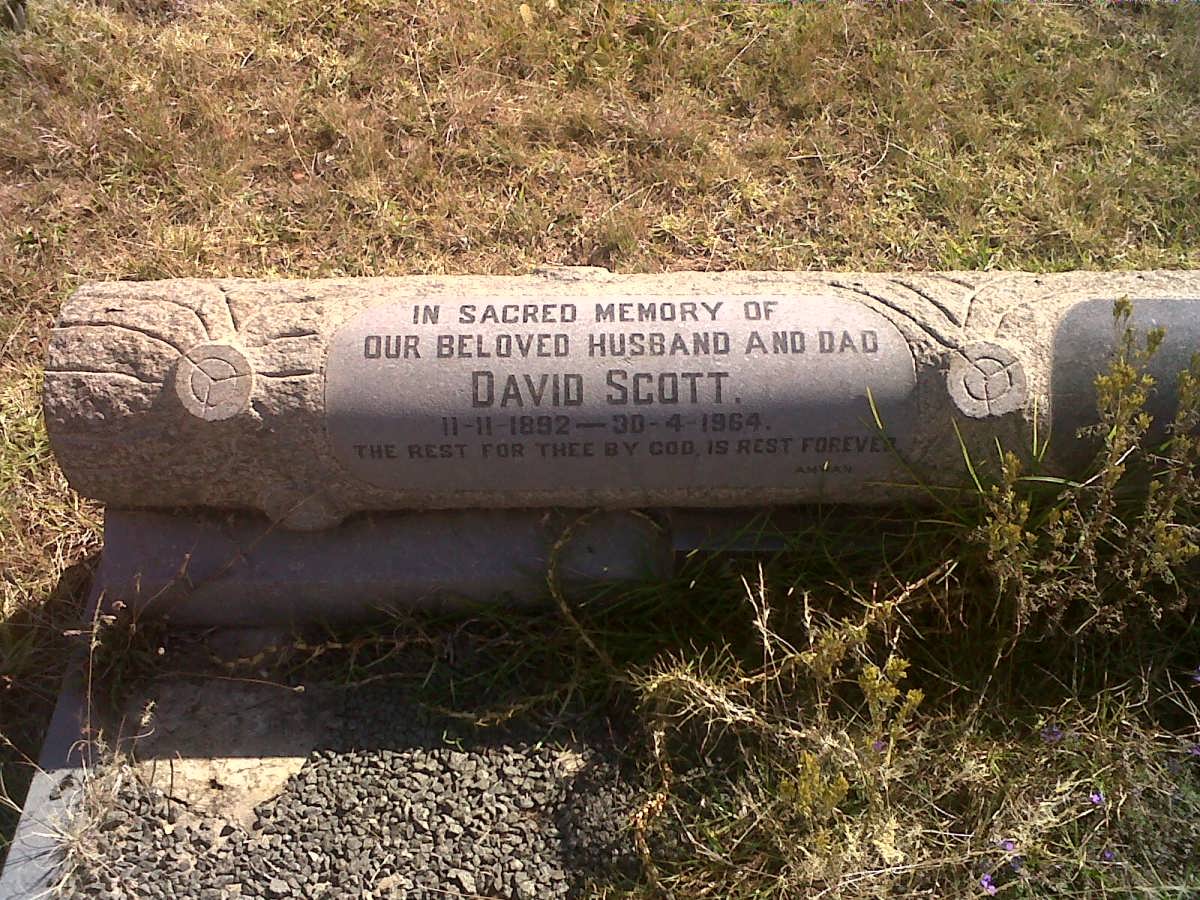 IN SACRED MEMORY OF
OUR BELOVED HUSBAND AND DAD
DAVID SCOTT.
11-11-1892 — 30-4-1964.
THE REST FOR THEE BY GOD, IS REST FOREVER